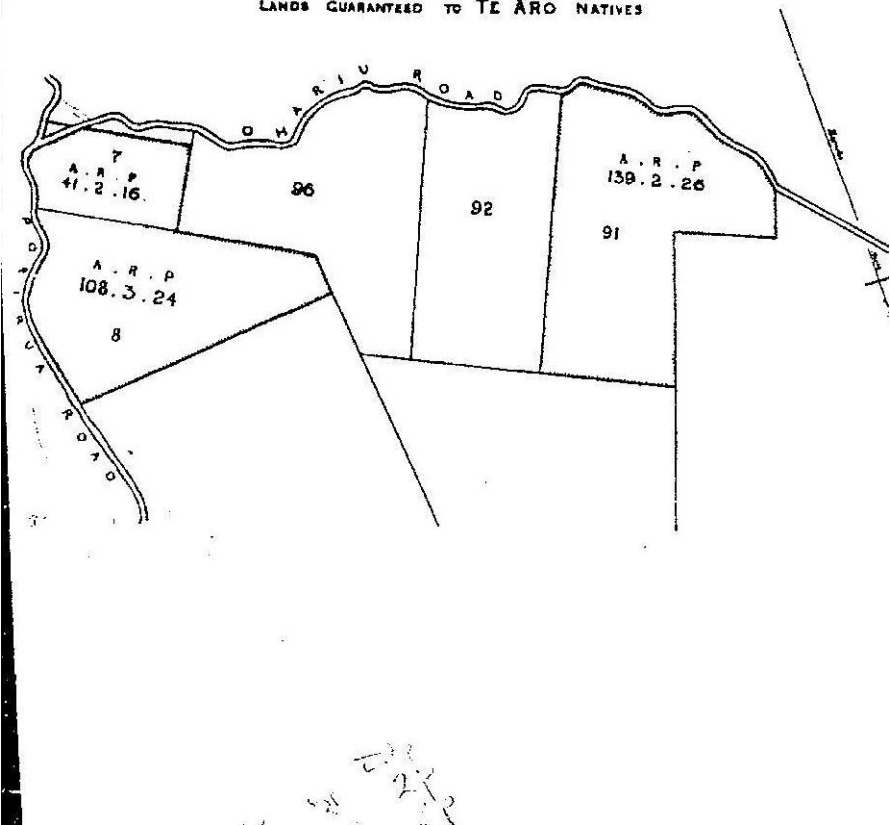 LANDS GUARANTEED TO TE ARO NATIVES
OHARIU ROAD
7
A . R . P
41 . 2 . 16.
96
92
A . R . P
139 . 2 . 26
91
A . R . P
108 . 3 . 24
8
PORIRUA ROAD